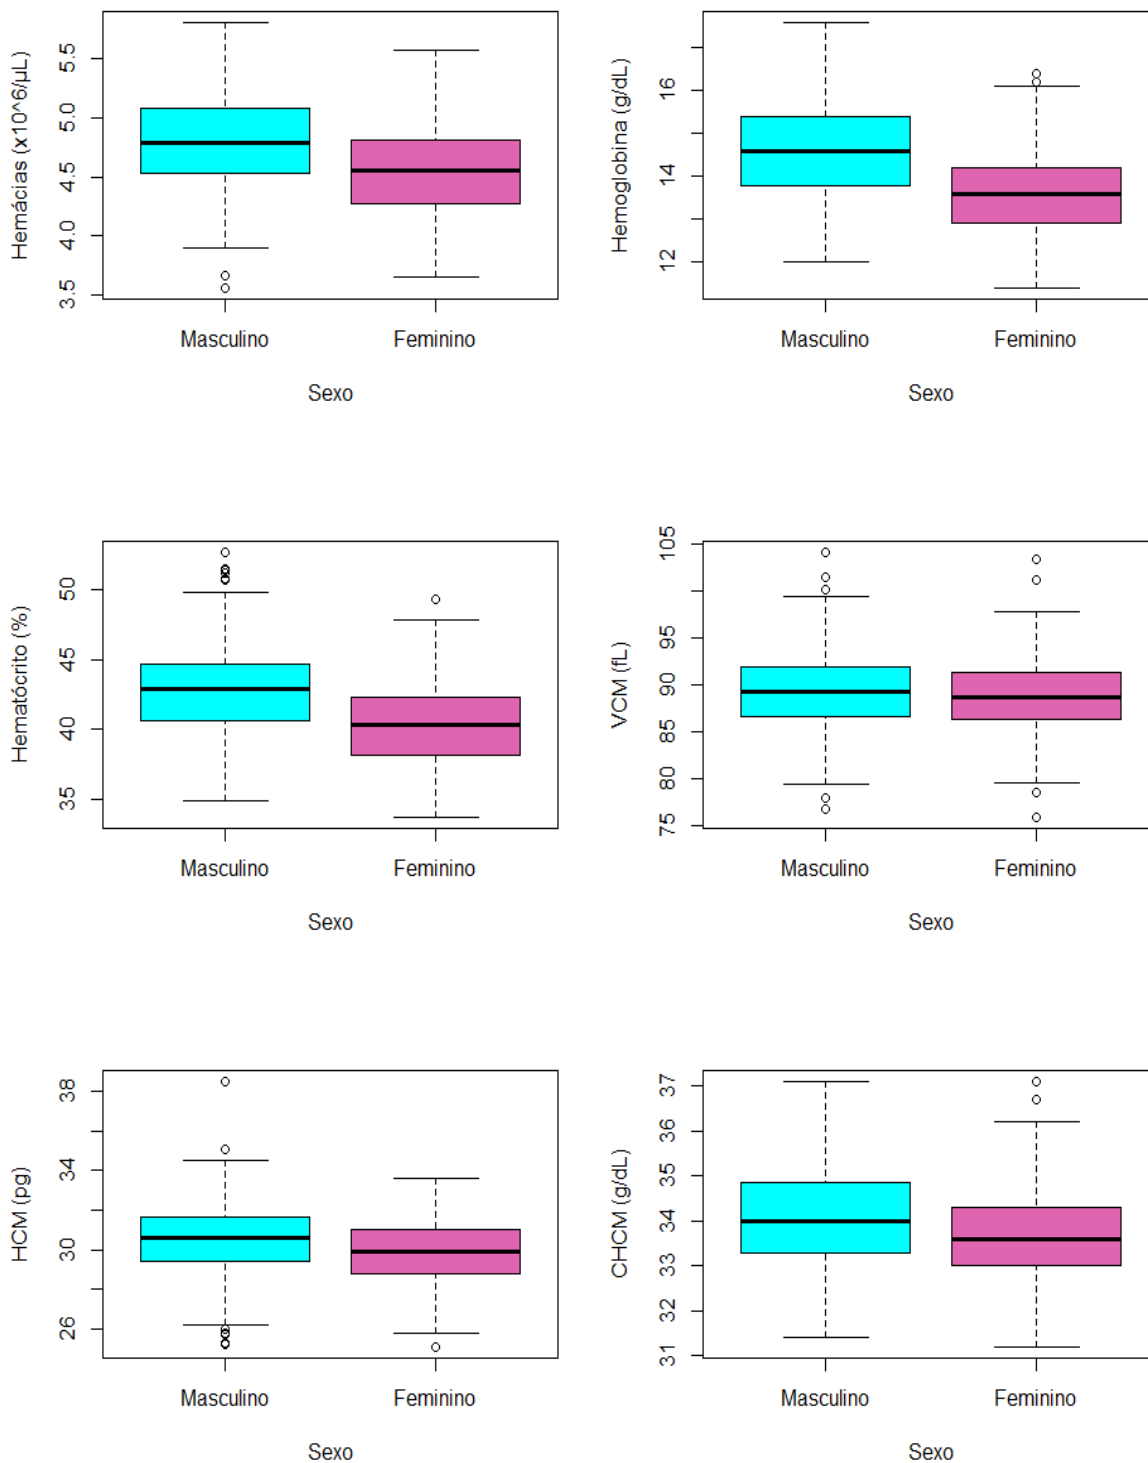 Hemácias (x10^6/µL)
5.5
5.0
4.5
4.0
3.5
Masculino
Feminino
Sexo
Hemoglobina (g/dL)
16
14
12
Masculino
Feminino
Sexo
Hematócrito (%)
50
45
40
35
Masculino
Feminino
Sexo
VCM (fL)
105
95
90
85
80
75
Masculino
Feminino
Sexo
HCM (pg)
38
34
30
26
Masculino
Feminino
Sexo
CHCM (g/dL)
37
36
35
34
33
32
31
Masculino
Feminino
Sexo